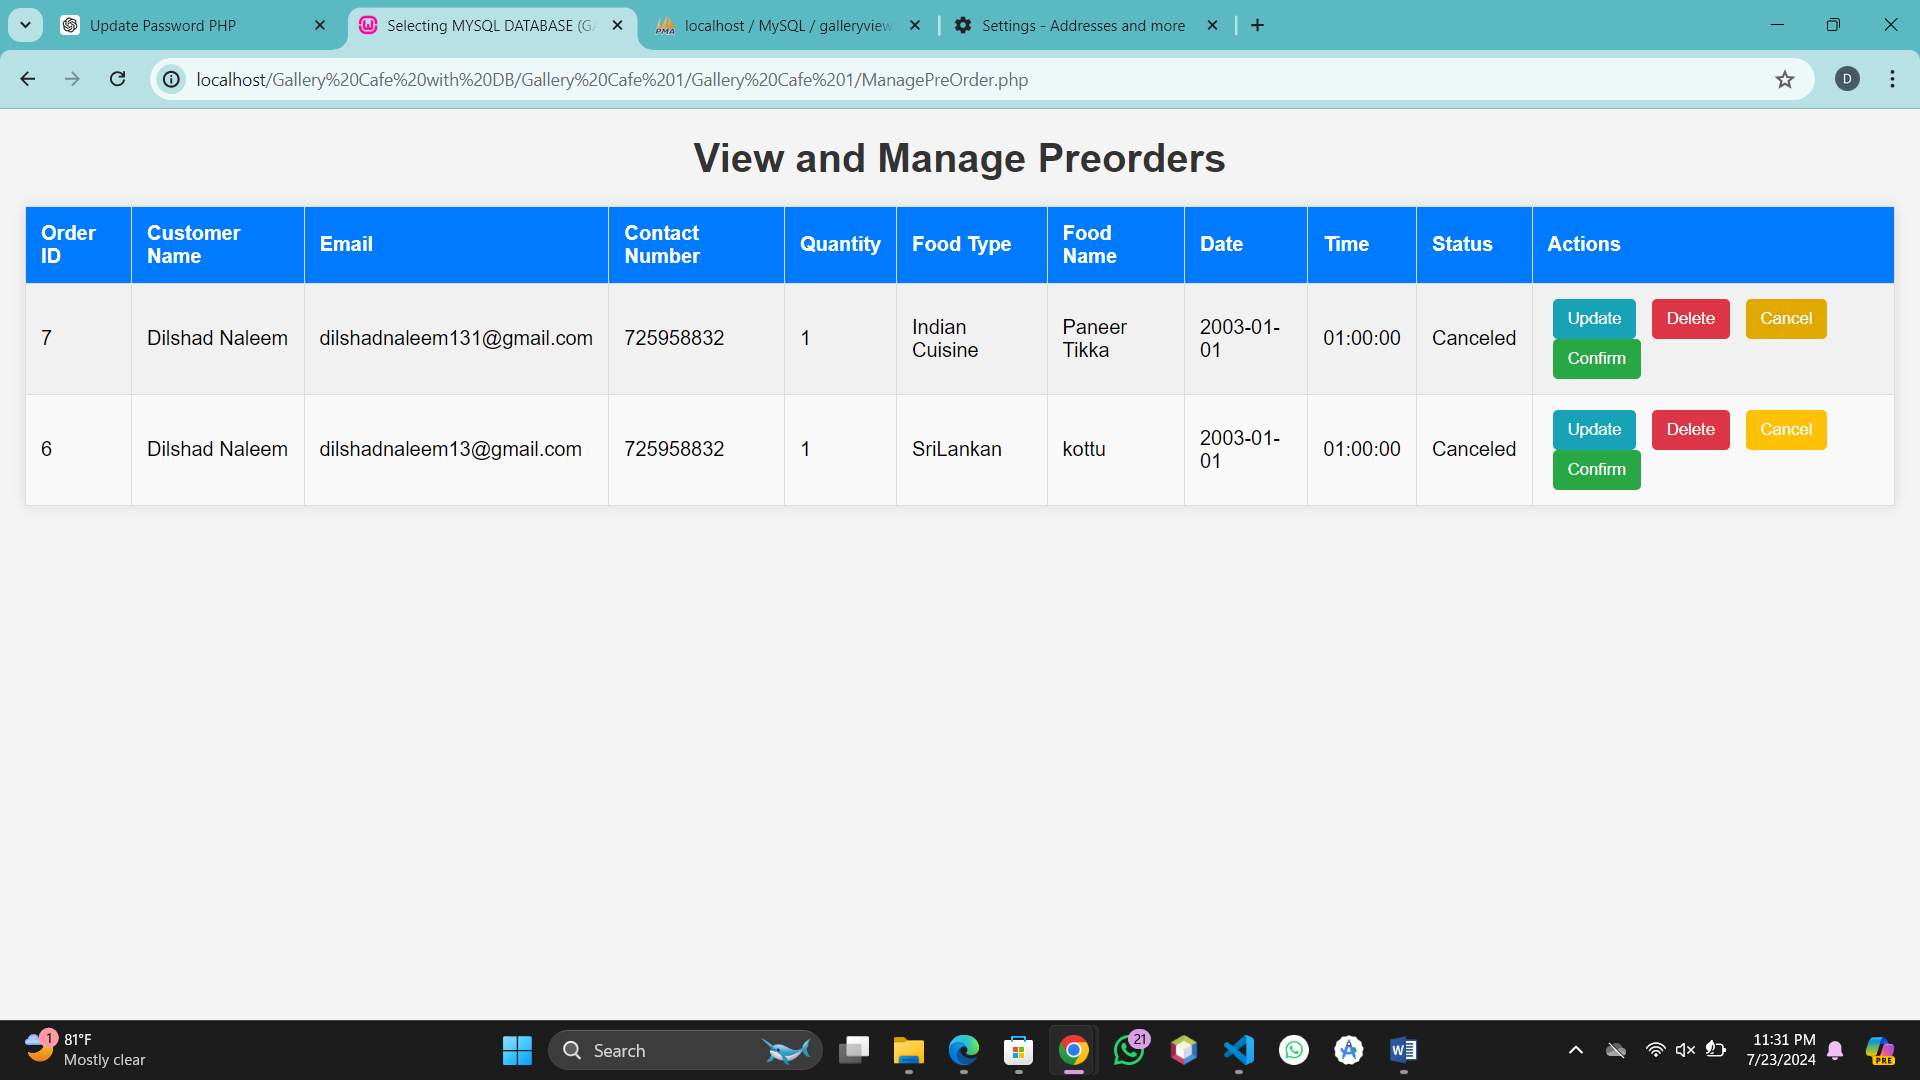 Update Password PHP
Selecting MYSQL DATABASE (GA
localhost / MySQL / galleryview
Settings - Addresses and more
localhost/Gallery%20Cafe%20with%20DB/Gallery%20Cafe%201/Gallery%20Cafe%201/ManagePreOrder.php
D
View and Manage Preorders
Order ID
Customer Name
Email
Contact Number
Quantity
Food Type
Food Name
Date
Time
Status
Actions
7
Dilshad Naleem
dilshadnaleem131@gmail.com
725958832
1
Indian Cuisine
Paneer Tikka
2003-01-01
01:00:00
Canceled
Update
Delete
Cancel
Confirm
6
Dilshad Naleem
dilshadnaleem13@gmail.com
725958832
1
SriLankan
kottu
2003-01-01
01:00:00
Canceled
Update
Delete
Cancel
Confirm
1
81°F
Mostly clear
Search
21
11:31 PM
7/23/2024
PRE